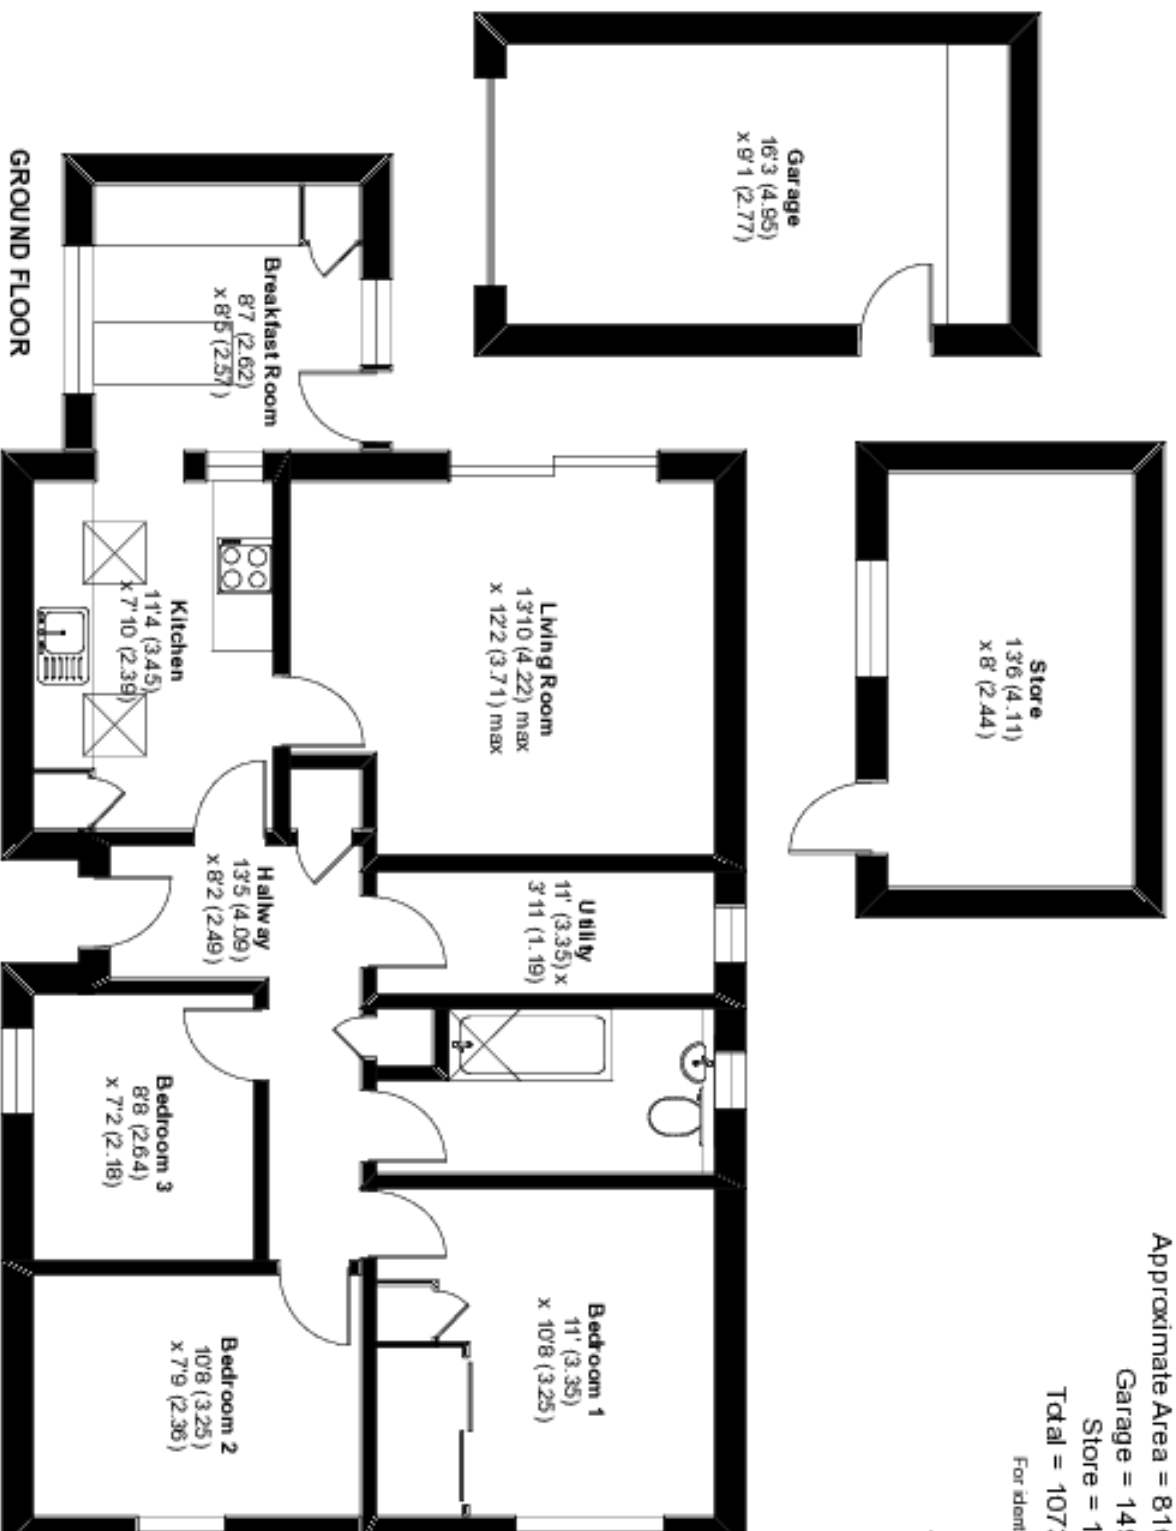 Approximate Area = 81
Garage = 14
Store = 1
Total = 107
For iden
Garage
16'3 (4.95)
x 9'1 (2.77)
Store
13'6 (4.11)
x 8' (2.44)
Living Room
13'10 (4.22) max
x 12'2 (3.71) max
Utility
11' (3.35) x
3'11 (1.19)
Bedroom 1
11' (3.35)
x 10'8 (3.25)
Breakfast Room
8'7 (2.62)
x 8'5 (2.57)
Kitchen
11'4 (3.45)
x 7'10 (2.39)
Hallway
13'5 (4.09)
x 8'2 (2.49)
Bedroom 3
8'8 (2.64)
x 7'2 (2.18)
Bedroom 2
10'8 (3.25)
x 7'9 (2.36)
GROUND FLOOR